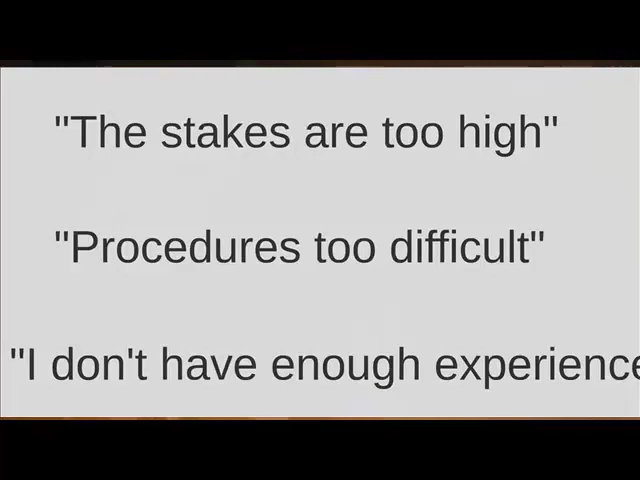 "The stakes are too high"
"Procedures too difficult"
"I don't have enough experience